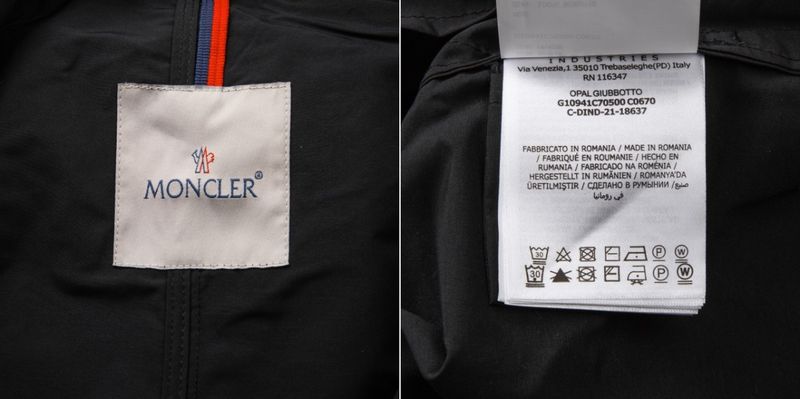 MONCLER
INDUSTRIES
Via Venezia,1 35010 Trebaseleghe(PD) Italy
RN 116347
OPAL GIUBBOTTO
G10941C70500 C0670
C-DIND-21-18637
FABBRICATO IN ROMANIA / MADE IN ROMANIA
/ FABRIQUÉ EN ROUMANIE / HECHO EN
RUMANIA / FABRICADO NA ROMÉNIA /
HERGESTELLT IN RUMÄNIEN / ROMANYA'DA
ÜRETILMIŞTIR / СДЕЛАНО В РУМЫНИИ / صنع
في رومانيا
30 P W
30 P W